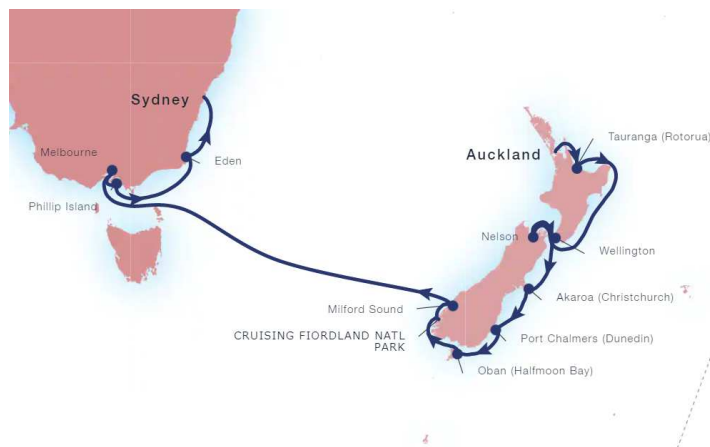 Sydney
Melbourne
Eden
Phillip Island
Auckland
Tauranga (Rotorua)
Nelson
Wellington
Milford Sound
Akaroa (Christchurch)
CRUISING FIORDLAND NATL
PARK
Port Chalmers (Dunedin)
Oban (Halfmoon Bay)